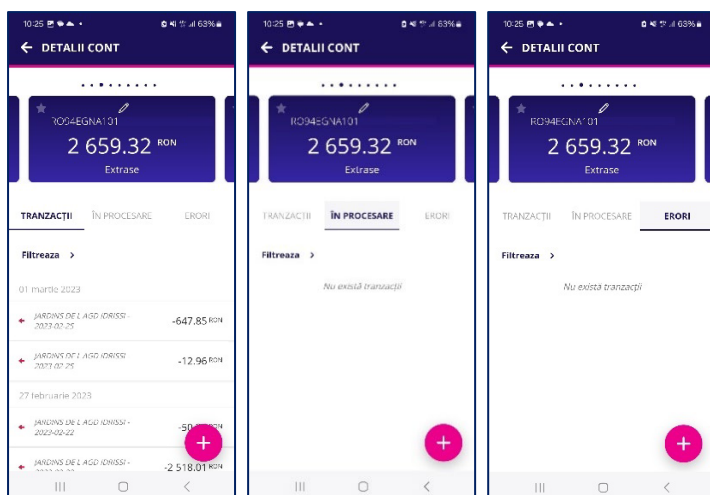 10:25 63%
← DETALII CONT
RO94EGNA101
2 659.32 RON
Extrase
TRANZACȚII ÎN PROCESARE ERORI
Filtreaza >
01 martie 2023
JARDINS DE L AGD IDRISSI -
2023-02-25
-647.85 RON
JARDINS DE L AGD IDRISSI
2023-02-25
-12.96 RON
27 februarie 2023
JARDINS DE L AGD IDRISSI -
2023-02-22
JARDINS DE L AGD IDRISSI -
-2 518.01 RON
10:25 63%
← DETALII CONT
RO94EGNA101
2 659.32 RON
Extrase
TRANZACȚII ÎN PROCESARE ERORI
Filtreaza >
Nu există tranzacții
10:25 63%
← DETALII CONT
RO94EGNA101
2 659.32 RON
Extrase
TRANZACȚII ÎN PROCESARE ERORI
Filtreaza >
Nu există tranzacții